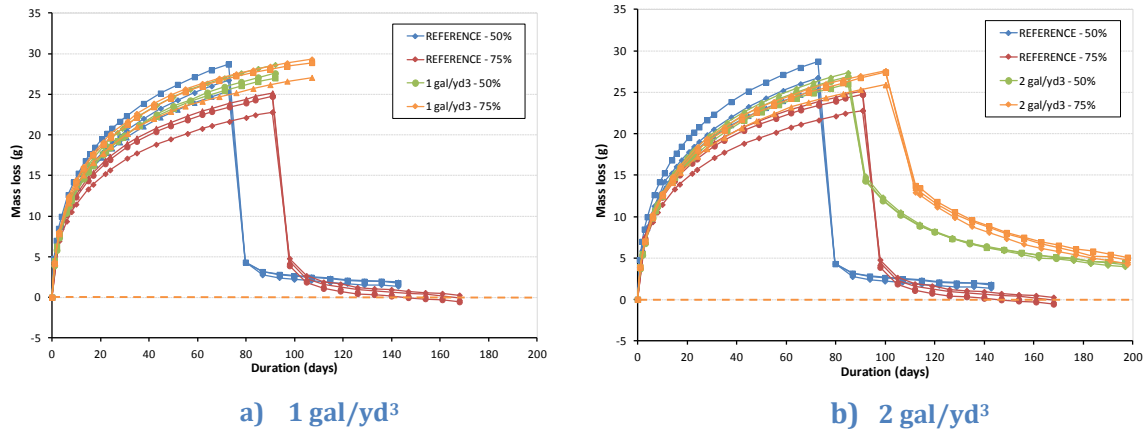 35
30
25
20
15
10
5
0
-5
Mass loss (g)
0 20 40 60 80 100 120 140 160 180 200
Duration (days)
REFERENCE - 50%
REFERENCE - 75%
1 gal/yd3 - 50%
1 gal/yd3 - 75%
a) 1 gal/yd³
35
30
25
20
15
10
5
0
-5
Mass loss (g)
0 20 40 60 80 100 120 140 160 180 200
Duration (days)
REFERENCE - 50%
REFERENCE - 75%
2 gal/yd3 - 50%
2 gal/yd3 - 75%
b) 2 gal/yd³